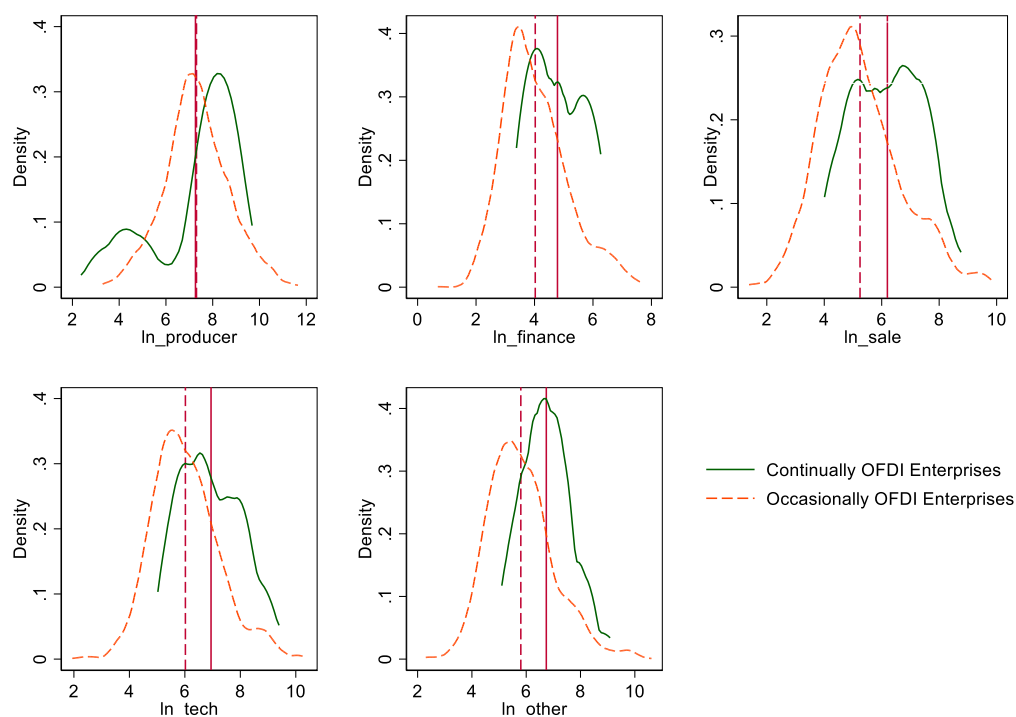 Density
.4
.3
.2
.1
0
2 4 6 8 10 12
ln_producer
Density
.4
.3
.2
.1
0
0 2 4 6 8
ln_finance
Density
.3
.2
.1
0
2 4 6 8 10
ln_sale
Density
.4
.3
.2
.1
0
2 4 6 8 10
ln_tech
Density
.4
.3
.2
.1
0
2 4 6 8 10
ln_other
Continually OFDI Enterprises
Occasionally OFDI Enterprises